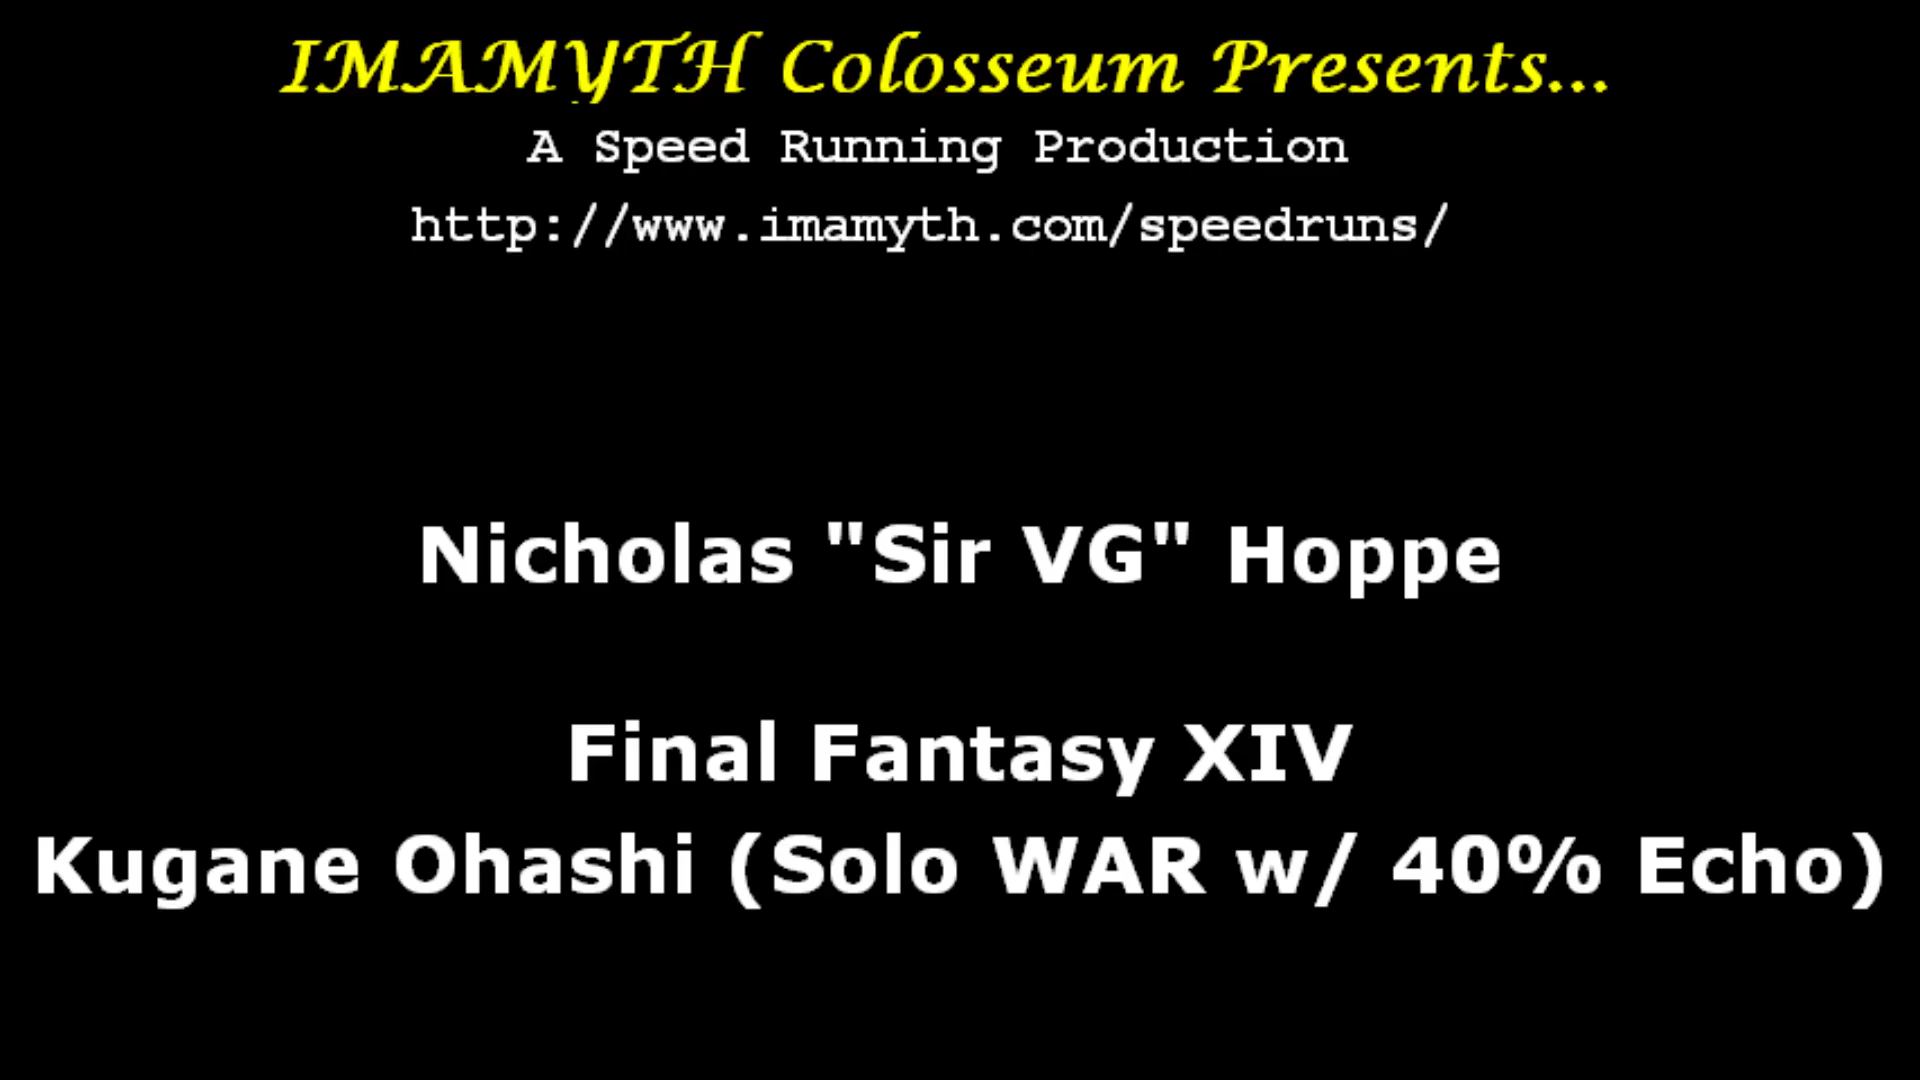 IMAMYTH Colosseum Presents...
A Speed Running Production
http://www.imamyth.com/speedruns/
Nicholas "Sir VG" Hoppe
Final Fantasy XIV
Kugane Ohashi (Solo WAR w/ 40% Echo)